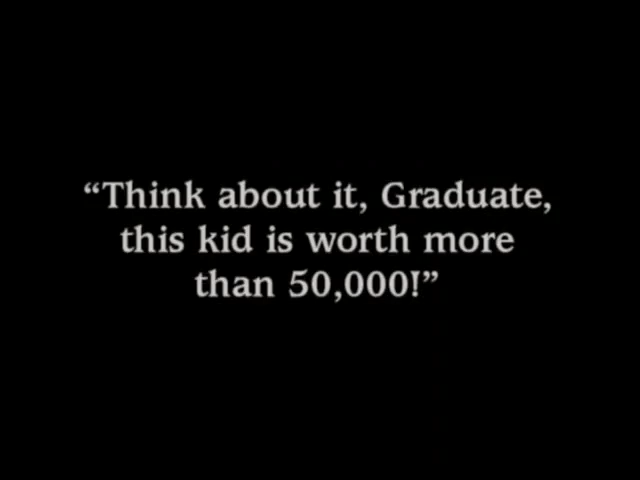 “Think about it, Graduate,
this kid is worth more
than 50,000!”